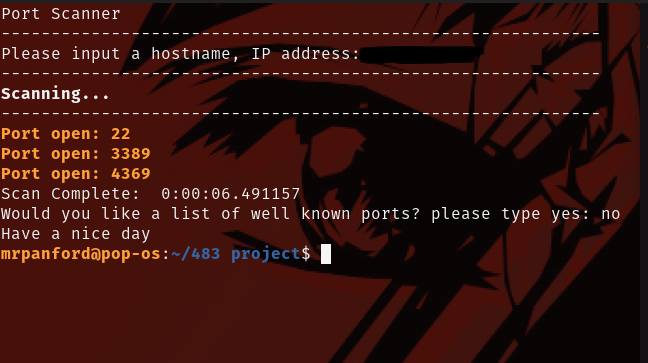 Port Scanner
------------------------------------------------------------
Please input a hostname, IP address:
------------------------------------------------------------
Scanning...
------------------------------------------------------------
Port open: 22
Port open: 3389
Port open: 4369
Scan Complete:  0:00:06.491157
Would you like a list of well known ports? please type yes: no
Have a nice day
mrpanford@pop-os:~/483 project$